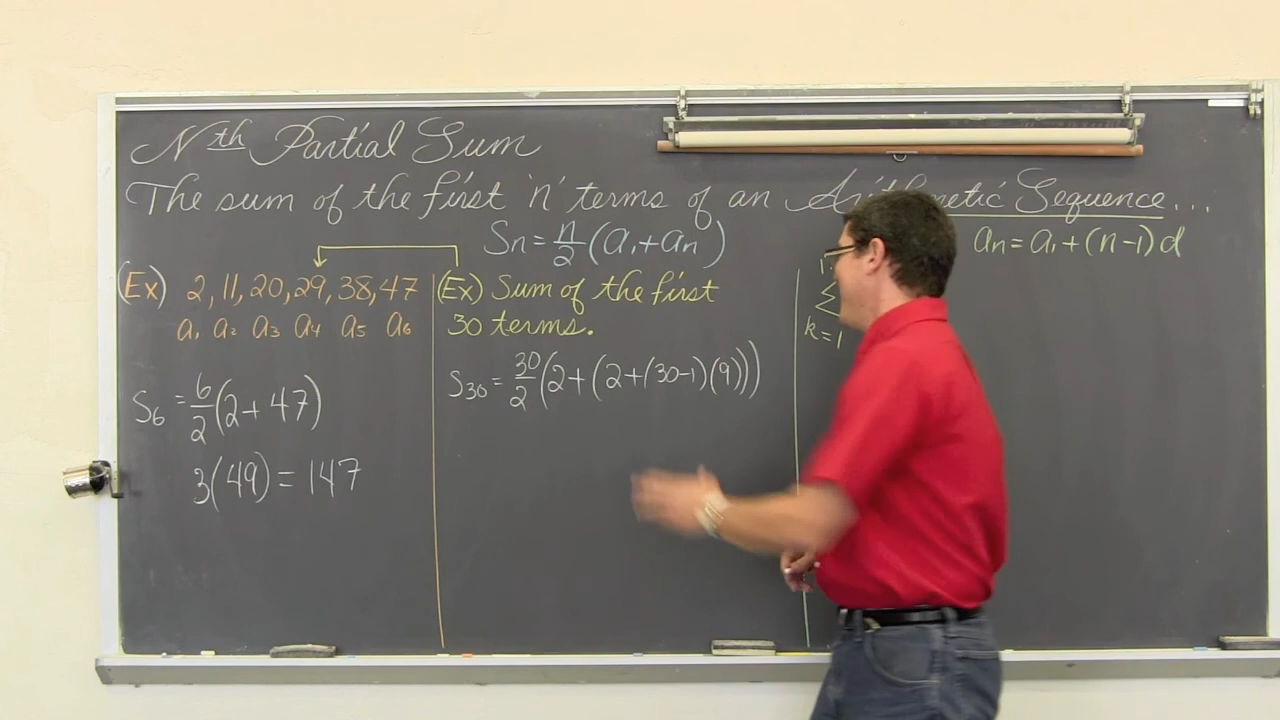 Nth Partial Sum
The sum of the first 'n' terms of an Arithmetic Sequence...
Sn = n/2 (a1 + an)
an = a1 + (n-1)d
(Ex) 2, 11, 20, 29, 38, 47
a1 a2 a3 a4 a5 a6
S6 = 6/2 (2 + 47)
3(49) = 147
(Ex) Sum of the first
30 terms.
S30 = 30/2 (2 + (2 + (30-1)(9)))
k=1